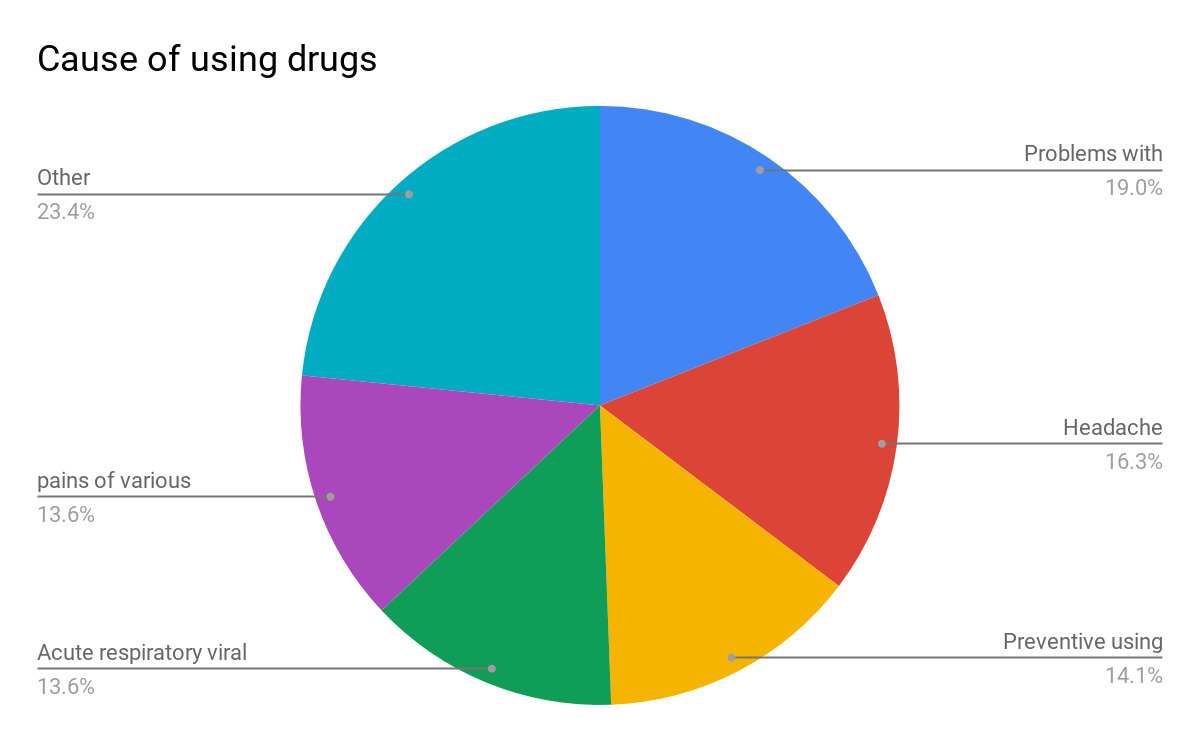 Cause of using drugs
Problems with
19.0%
Headache
16.3%
Preventive using
14.1%
Acute respiratory viral
13.6%
pains of various
13.6%
Other
23.4%